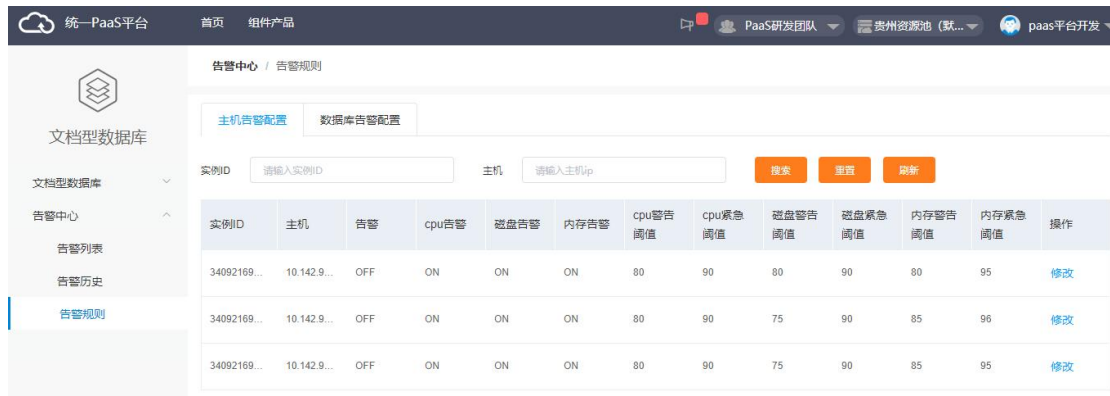 统一PaaS平台 首页 组件产品 PaaS研发团队 贵州资源池（默... paas平台开发
告警中心 / 告警规则
文档型数据库
主机告警配置 数据库告警配置
实例ID 请输入实例ID 主机 请输入主机ip 搜索 重置 刷新
文档型数据库
告警中心
告警列表
告警历史
告警规则
实例ID 主机 告警 cpu告警 磁盘告警 内存告警 cpu警告阈值 cpu紧急阈值 磁盘警告阈值 磁盘紧急阈值 内存警告阈值 内存紧急阈值 操作
34092169... 10.142.9... OFF ON ON ON 80 90 80 90 80 95 修改
34092169... 10.142.9... OFF ON ON ON 80 90 75 90 85 96 修改
34092169... 10.142.9... OFF ON ON ON 80 90 75 90 85 95 修改